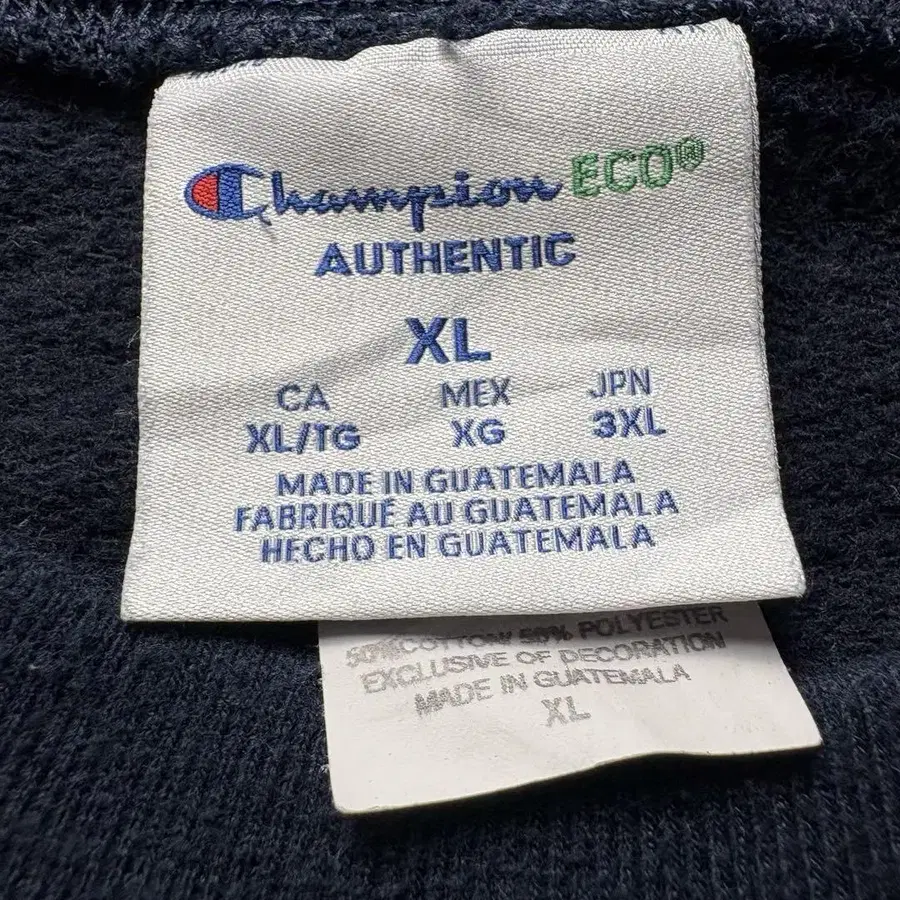 Champion ECO®
AUTHENTIC
XL
CA MEX JPN
XL/TG XG 3XL
MADE IN GUATEMALA
FABRIQUÉ AU GUATEMALA
HECHO EN GUATEMALA
50% COTTON/ 50% POLYESTER
EXCLUSIVE OF DECORATION
MADE IN GUATEMALA
XL